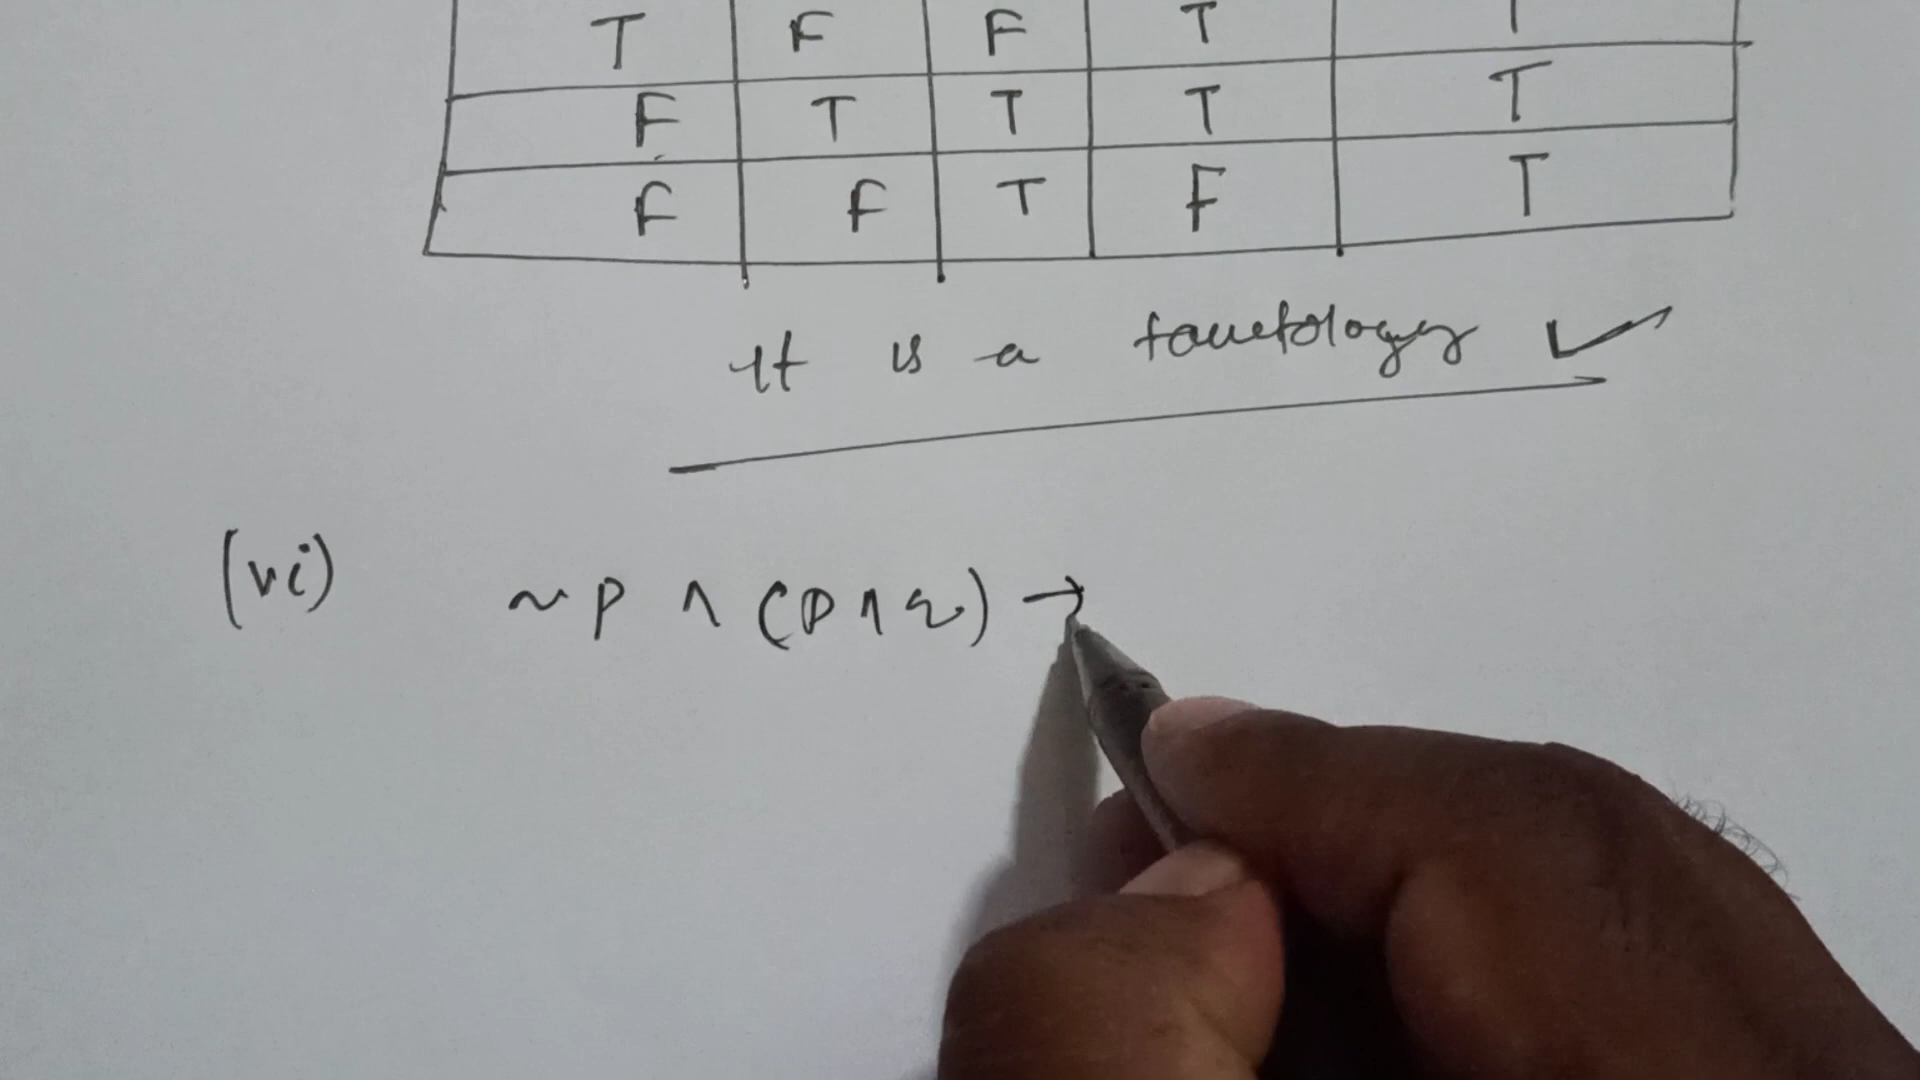 T F F T T
F T T T T
F F T F T
It is a tautology ✓
(vi) ~p ∧ (p ∧ q) →